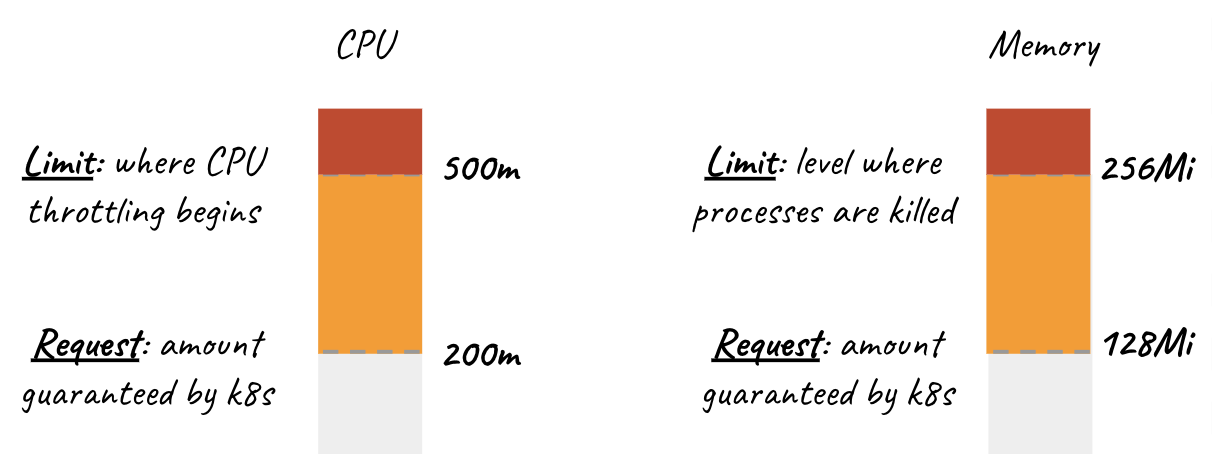 CPU
Limit: where CPU
throttling begins
500m
Request: amount
guaranteed by k8s
200m
Memory
Limit: level where
processes are killed
256Mi
Request: amount
guaranteed by k8s
128Mi